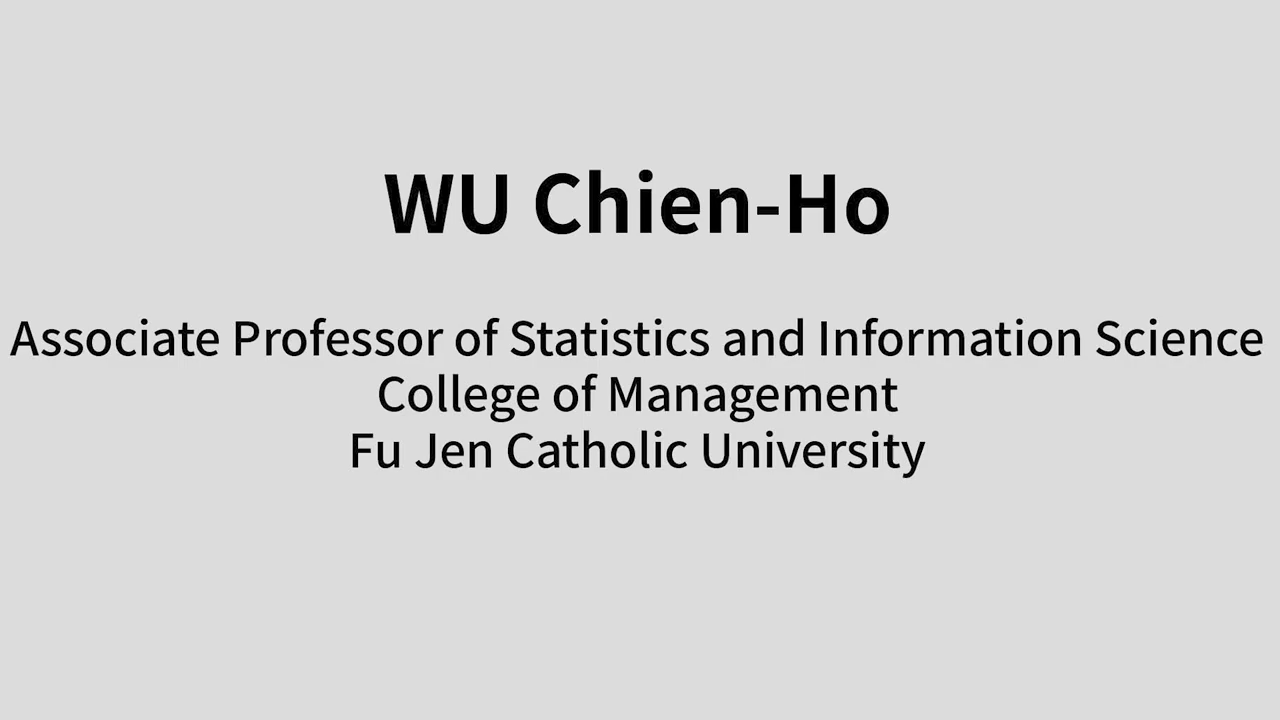 WU Chien-Ho
Associate Professor of Statistics and Information Science
College of Management
Fu Jen Catholic University